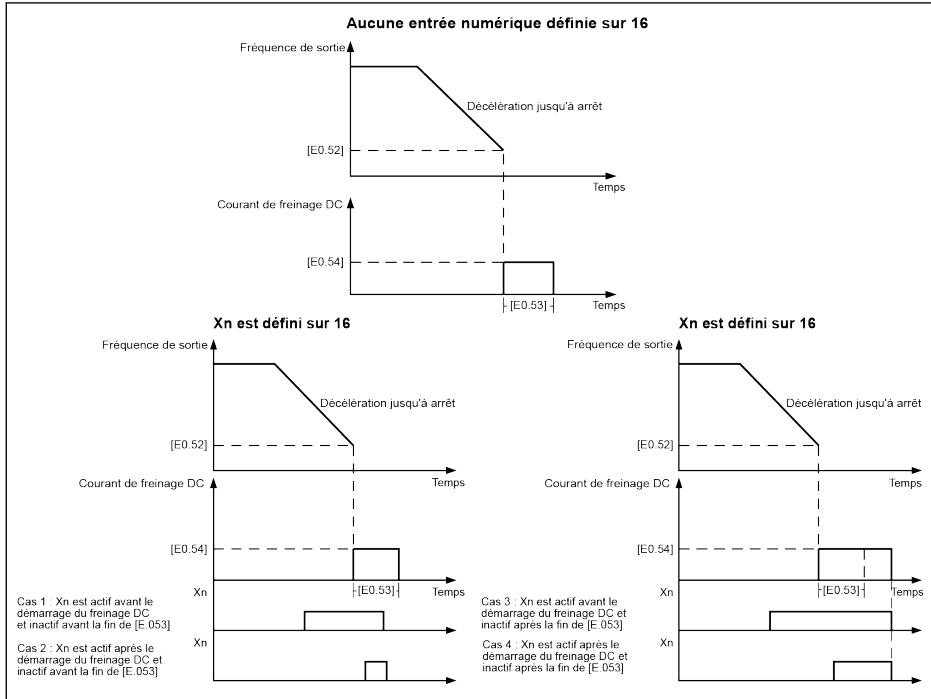 Aucune entrée numérique définie sur 16
Fréquence de sortie
Décélération jusqu'à arrêt
[E0.52]
Temps
Courant de freinage DC
[E0.54]
[E0.53]
Temps
Xn est défini sur 16
Fréquence de sortie
Décélération jusqu'à arrêt
[E0.52]
Temps
Courant de freinage DC
[E0.54]
[E0.53]
Temps
Xn
Cas 1 : Xn est actif avant le
démarrage du freinage DC
et inactif avant la fin de [E.053]
Xn
Cas 2 : Xn est actif après le
démarrage du freinage DC et
inactif avant la fin de [E.053]
Xn est défini sur 16
Fréquence de sortie
Décélération jusqu'à arrêt
[E0.52]
Temps
Courant de freinage DC
[E0.54]
[E0.53]
Temps
Xn
Cas 3 : Xn est actif avant le
démarrage du freinage DC et
inactif après la fin de [E.053]
Xn
Cas 4 : Xn est actif après le
démarrage du freinage DC et
inactif après la fin de [E.053]